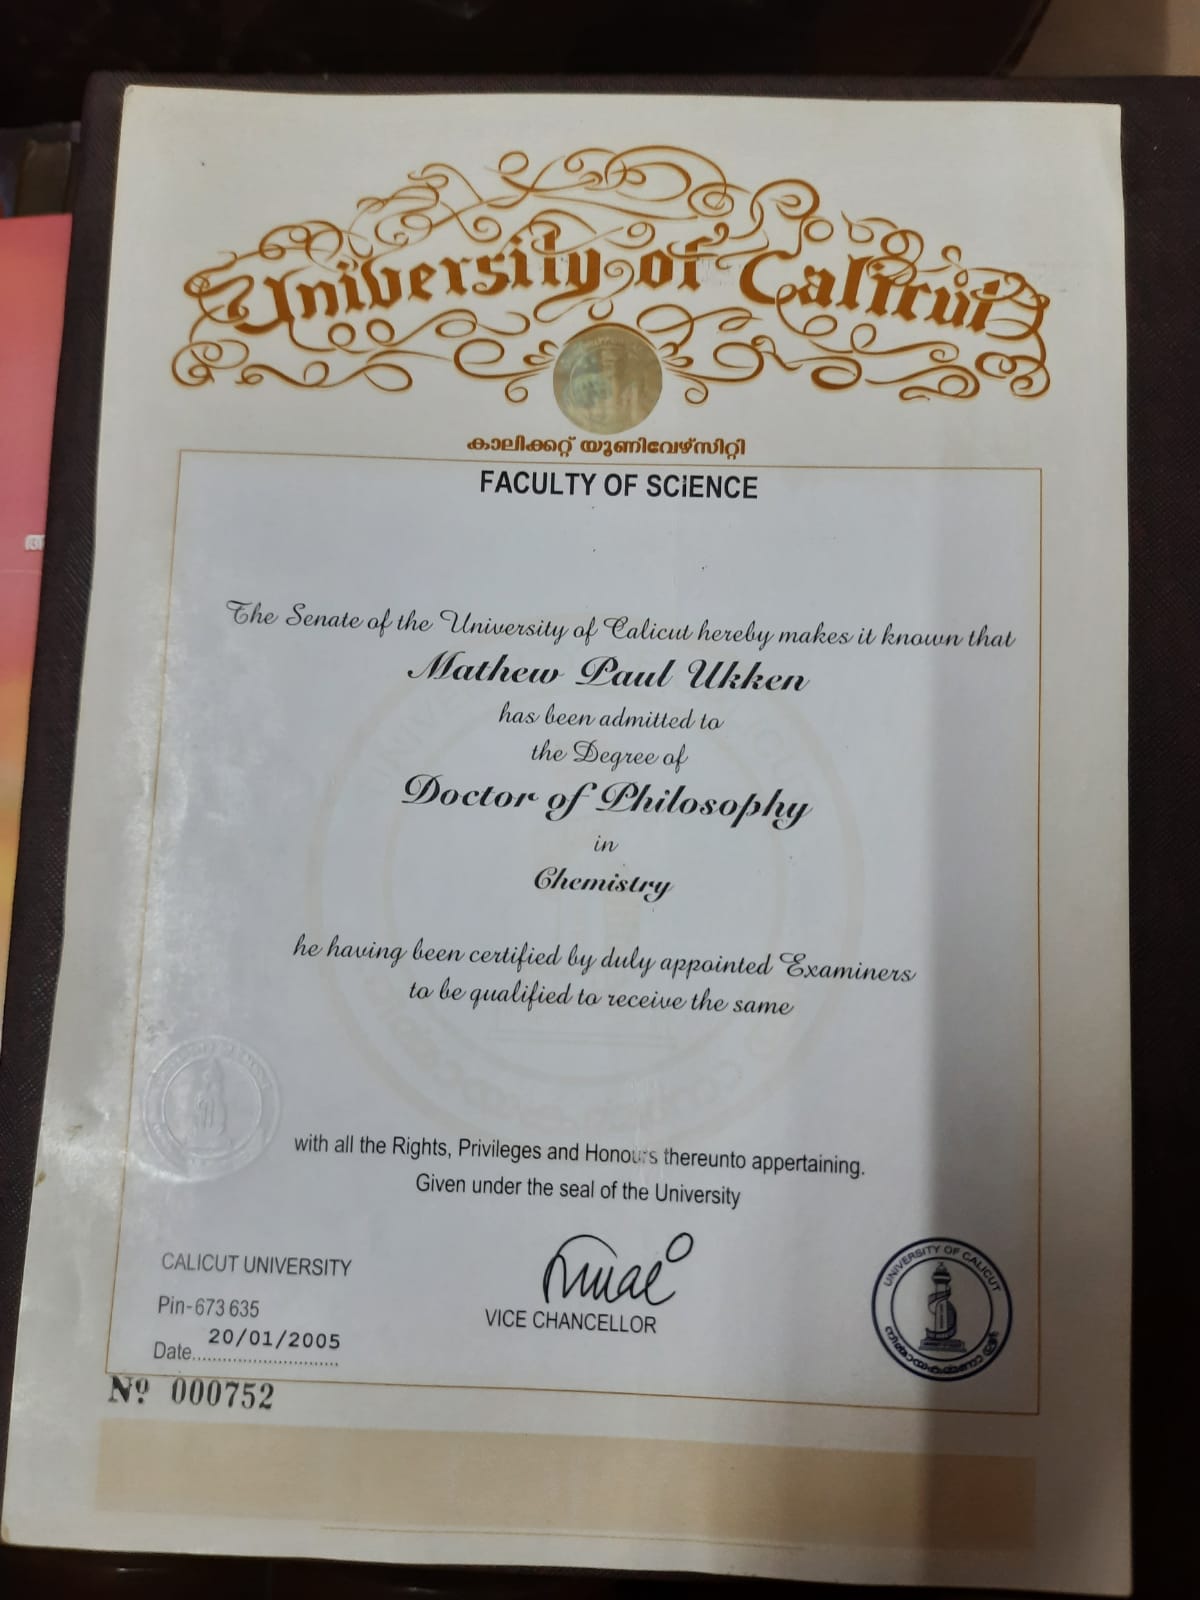 University of Calicut
കാലിക്കറ്റ് യൂണിവേഴ്സിറ്റി
FACULTY OF SCIENCE
The Senate of the University of Calicut hereby makes it known that
Mathew Paul Ukken
has been admitted to
the Degree of
Doctor of Philosophy
in
Chemistry
he having been certified by duly appointed Examiners
to be qualified to receive the same
with all the Rights, Privileges and Honours thereunto appertaining.
Given under the seal of the University
CALICUT UNIVERSITY
Pin-673 635
Date 20/01/2005
VICE CHANCELLOR
UNIVERSITY OF CALICUT
Nº 000752